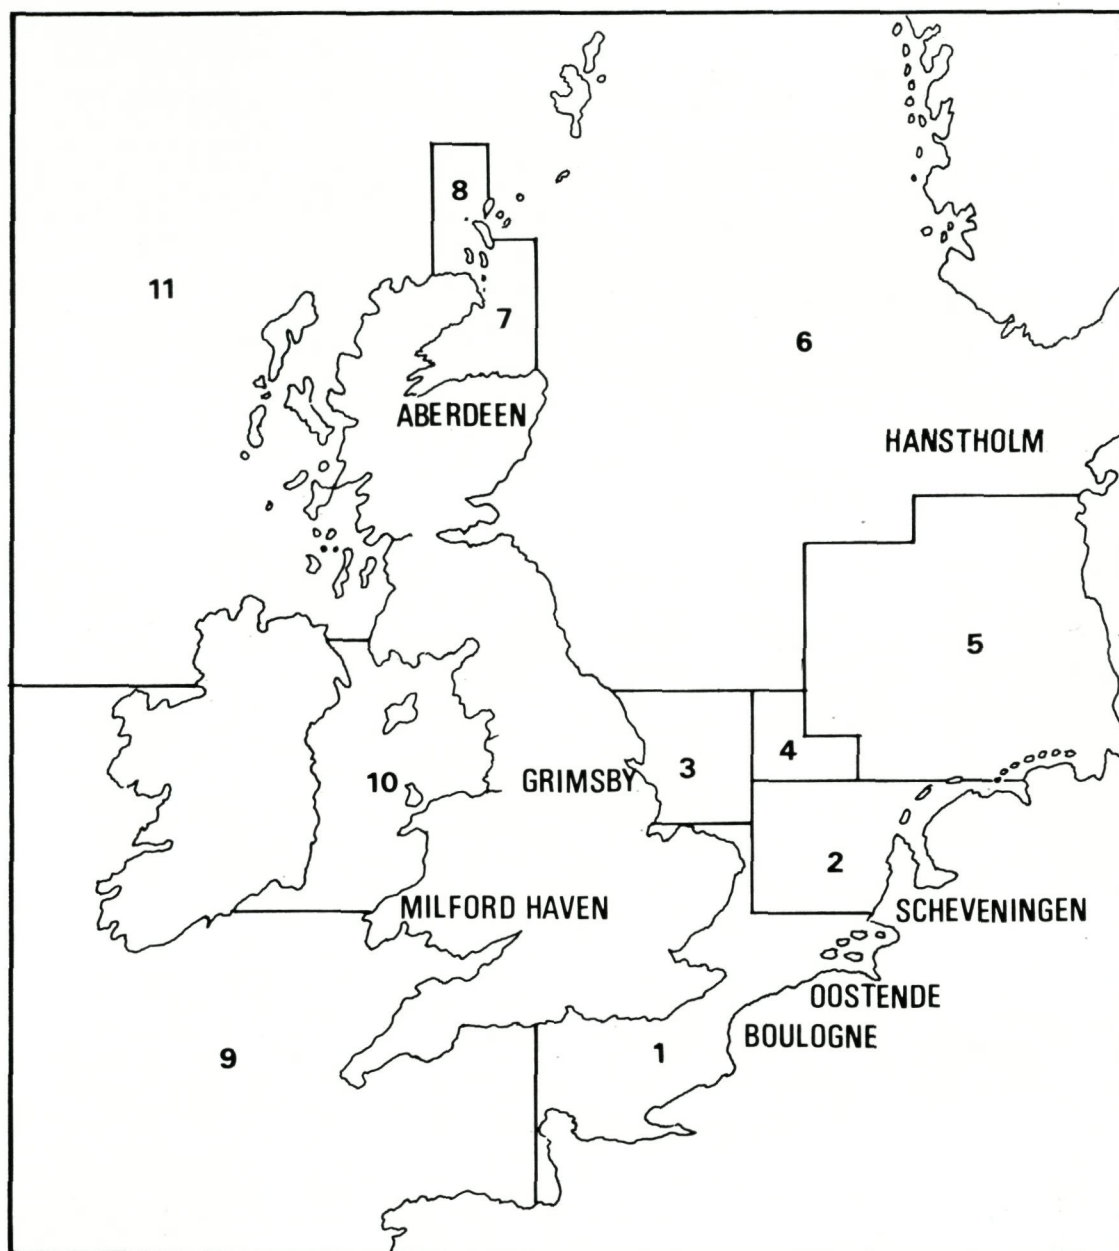 8
11
7
6
ABERDEEN
HANSTHOLM
5
4
3
10
GRIMSBY
2
MILFORD HAVEN
SCHEVENINGEN
OOSTENDE
BOULOGNE
1
9